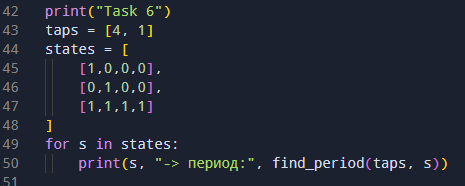 42 print("Task 6")
43 taps = [4, 1]
44 states = [
45     [1,0,0,0],
46     [0,1,0,0],
47     [1,1,1,1]
48 ]
49 for s in states:
50     print(s, "-> период:", find_period(taps, s))
51